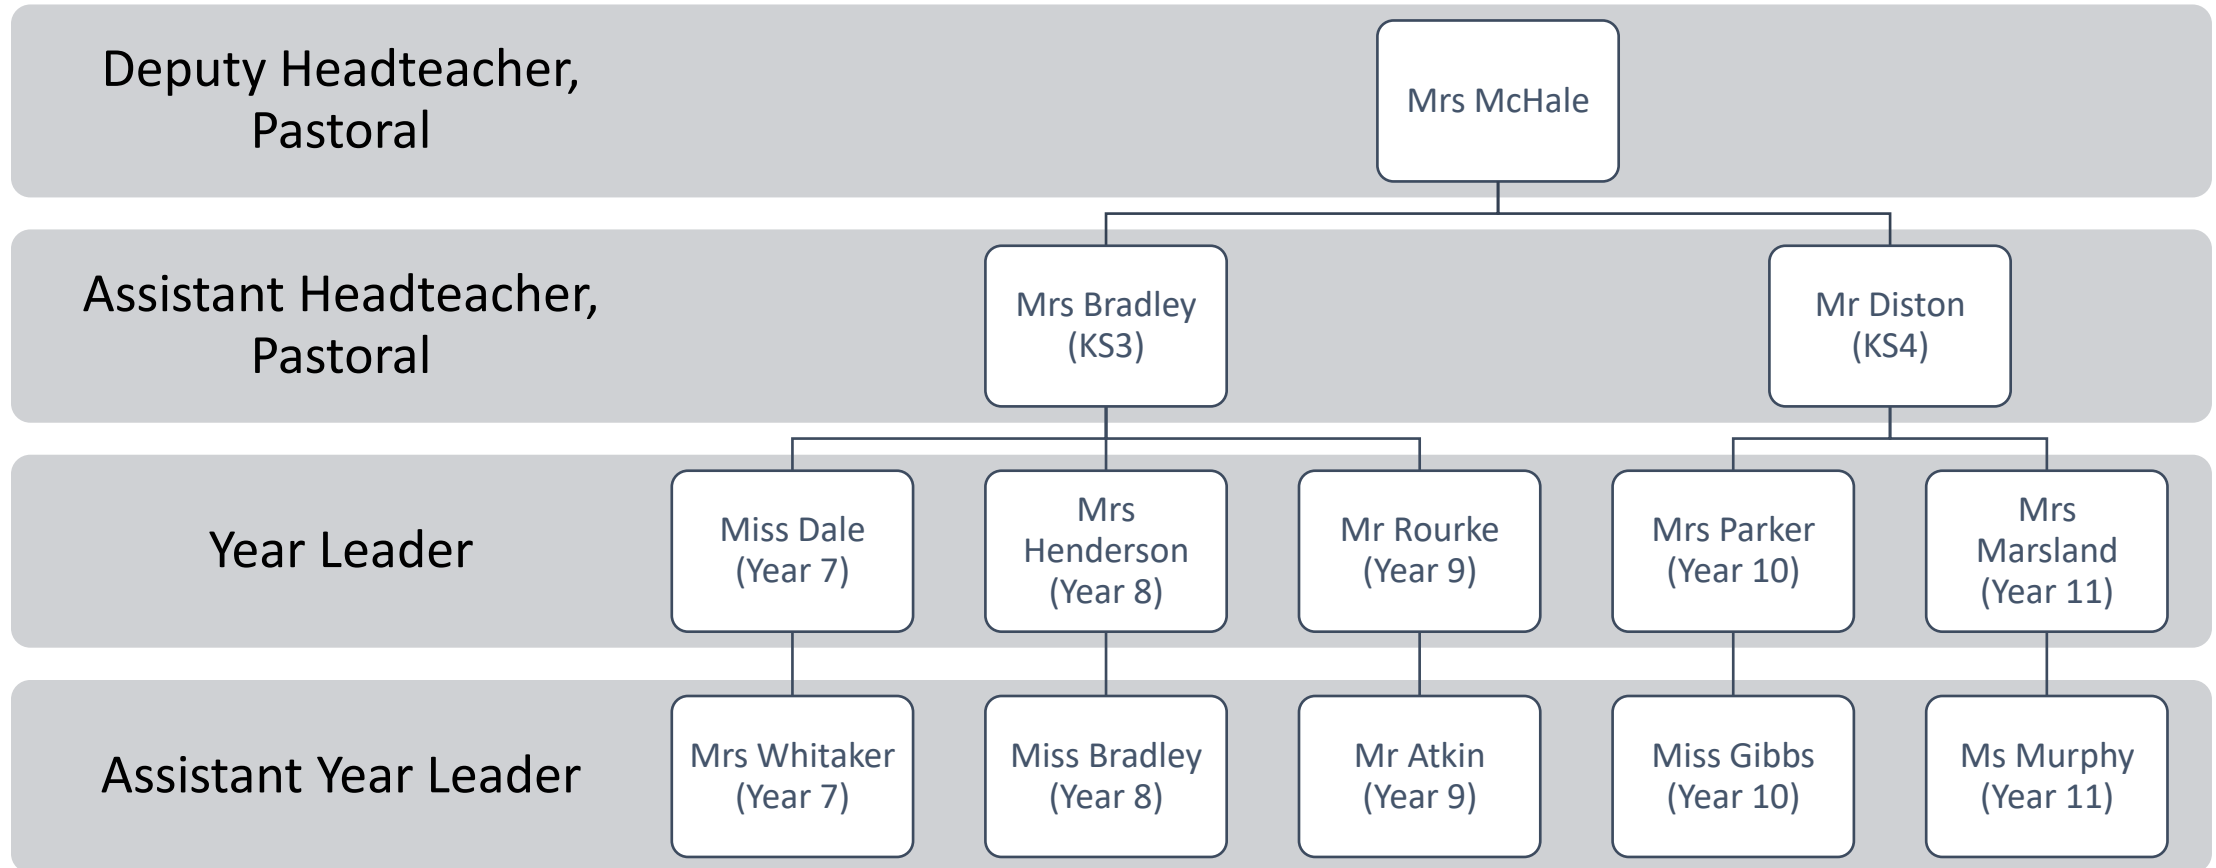 Deputy Headteacher,
Pastoral
Mrs McHale
Assistant Headteacher,
Pastoral
Mrs Bradley
(KS3)
Mr Diston
(KS4)
Year Leader
Miss Dale
(Year 7)
Mrs
Henderson
(Year 8)
Mr Rourke
(Year 9)
Mrs Parker
(Year 10)
Mrs
Marsland
(Year 11)
Assistant Year Leader
Mrs Whitaker
(Year 7)
Miss Bradley
(Year 8)
Mr Atkin
(Year 9)
Miss Gibbs
(Year 10)
Ms Murphy
(Year 11)